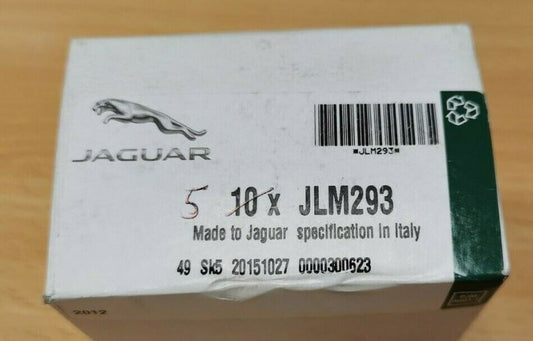 JAGUAR
*JLM293*
5 10 x JLM293
Made to Jaguar specification in Italy
49 Sk5 20151027 0000300623
2012